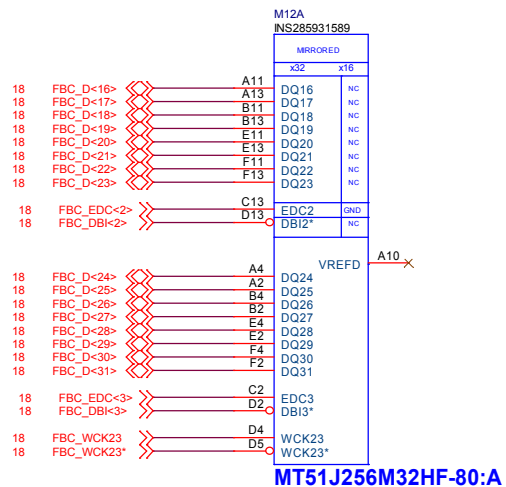 M12A
INS285931589
MIRRORED
x32 x16
18 FBC_D<16> A11 DQ16 NC
18 FBC_D<17> A13 DQ17 NC
18 FBC_D<18> B11 DQ18 NC
18 FBC_D<19> B13 DQ19 NC
18 FBC_D<20> E11 DQ20 NC
18 FBC_D<21> E13 DQ21 NC
18 FBC_D<22> F11 DQ22 NC
18 FBC_D<23> F13 DQ23 NC
18 FBC_EDC<2> C13 EDC2 GND
18 FBC_DBI<2> D13 DBI2* NC
VREFD A10
18 FBC_D<24> A4 DQ24
18 FBC_D<25> A2 DQ25
18 FBC_D<26> B4 DQ26
18 FBC_D<27> B2 DQ27
18 FBC_D<28> E4 DQ28
18 FBC_D<29> E2 DQ29
18 FBC_D<30> F4 DQ30
18 FBC_D<31> F2 DQ31
18 FBC_EDC<3> C2 EDC3
18 FBC_DBI<3> D2 DBI3*
18 FBC_WCK23 D4 WCK23
18 FBC_WCK23* D5 WCK23*
MT51J256M32HF-80:A